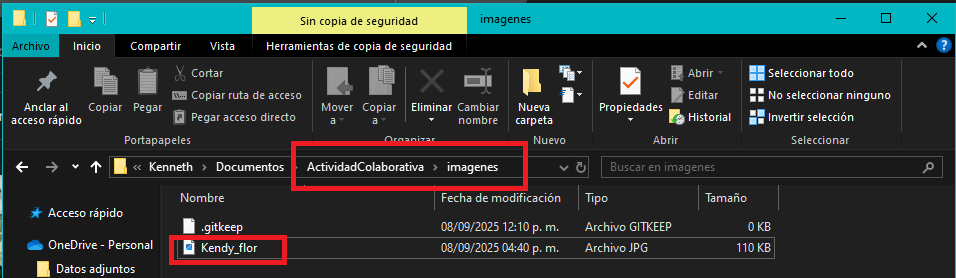 Sin copia de seguridad
imagenes
Archivo
Inicio
Compartir
Vista
Herramientas de copia de seguridad
Anclar al
acceso rápido
Copiar
Pegar
Cortar
Copiar ruta de acceso
Pegar acceso directo
Portapapeles
Mover
a
Copiar
a
Eliminar
Cambiar
nombre
Organizar
Nueva
carpeta
Nuevo
Propiedades
Abrir
Editar
Historial
Abrir
Seleccionar todo
No seleccionar ninguno
Invertir selección
Seleccionar
« Kenneth > Documentos > ActividadColaborativa > imagenes
Buscar en imagenes
Acceso rápido
OneDrive - Personal
Datos adjuntos
Nombre Fecha de modificación Tipo Tamaño
.gitkeep 08/09/2025 12:10 p. m. Archivo GITKEEP 0 KB
Kendy_flor 08/09/2025 04:40 p. m. Archivo JPG 110 KB